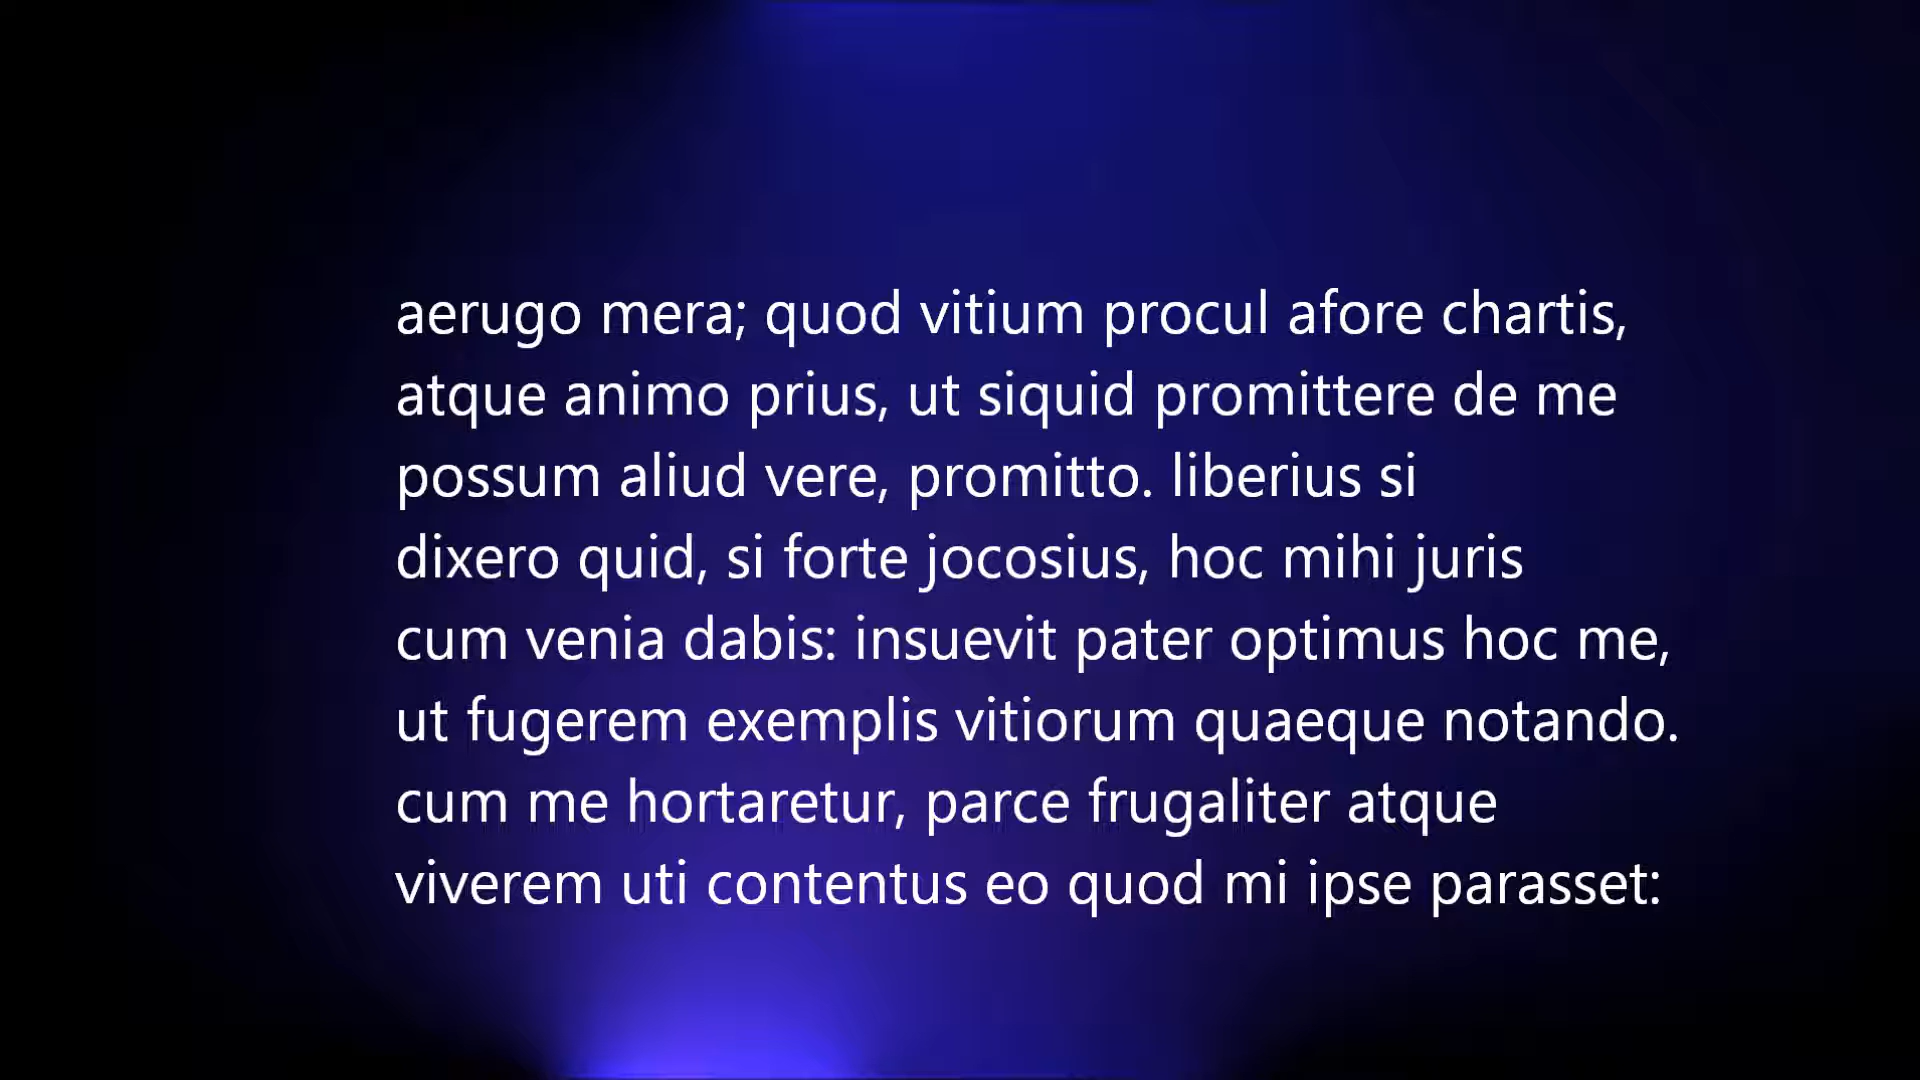 aerugo mera; quod vitium procul afore chartis,
atque animo prius, ut siquid promittere de me
possum aliud vere, promitto. liberius si
dixero quid, si forte jocosius, hoc mihi juris
cum venia dabis: insuevit pater optimus hoc me,
ut fugerem exemplis vitiorum quaeque notando.
cum me hortaretur, parce frugaliter atque
viverem uti contentus eo quod mi ipse parasset: